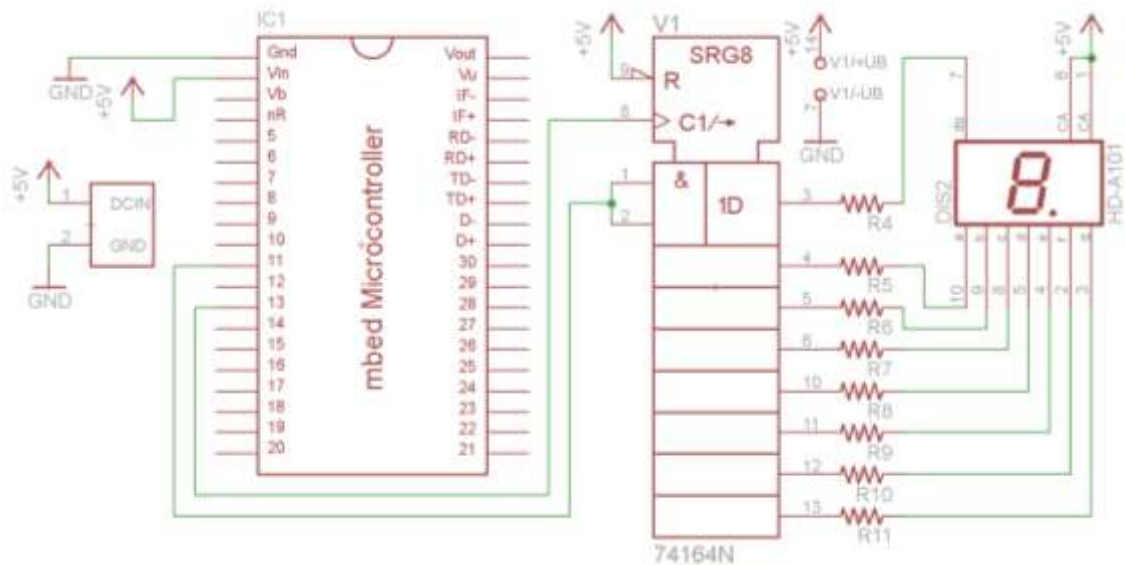 IC1
Gnd
Vin
Vb
nR
5
6
7
8
9
10
11
12
13
14
15
16
17
18
19
20
Vout
Vu
IF-
IF+
RD-
RD+
TD-
TD+
D-
D+
30
29
28
27
26
25
24
23
22
21
mbed Microcontroller
GND
+5V
+5V
1
DCIN
2
GND
GND
V1
+5V
SRG8
9
R
8
C1/→
1
&
2
1D
3
4
5
6
10
11
12
13
74164N
+5V
14
V1/+UB
V1/-UB
7
GND
R4
R5
R6
R7
R8
R9
R10
R11
+5V
7
6
1
CA
CA
DIS2
8.
HD-A101
a
b
c
d
e
f
g
10
9
8
5
4
2
3